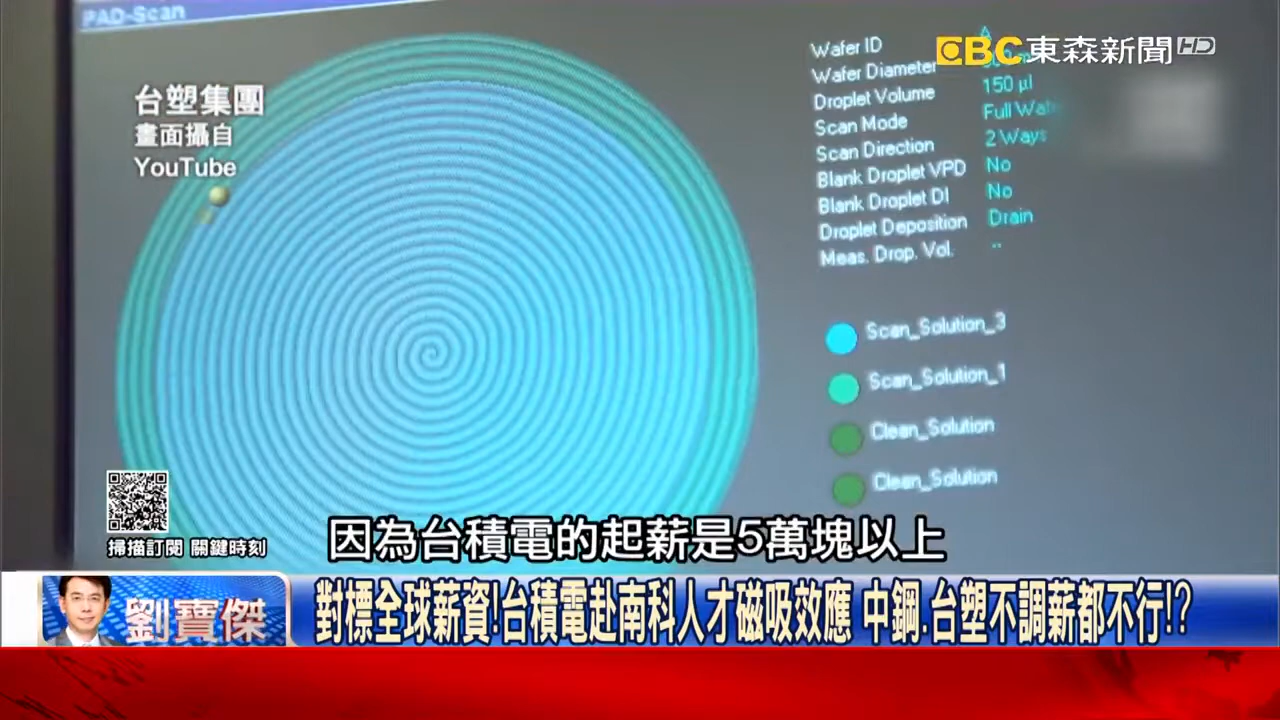 PAD-Scan
台塑集團
畫面攝自
YouTube
EBC東森新聞HD
Wafer ID
Wafer Diameter
Droplet Volume 150 µl
Scan Mode Full
Scan Direction 2 Ways
Blank Droplet VPD No
Blank Droplet DI No
Droplet Deposition Drain
Meas. Drop. Vol. --
Scan_Solution_3
Scan_Solution_1
Clean_Solution
Clean_Solution
掃描訂閱 關鍵時刻
因為台積電的起薪是5萬塊以上
劉寶傑
對標全球薪資!台積電赴南科人才磁吸效應 中鋼.台塑不調薪都不行!?